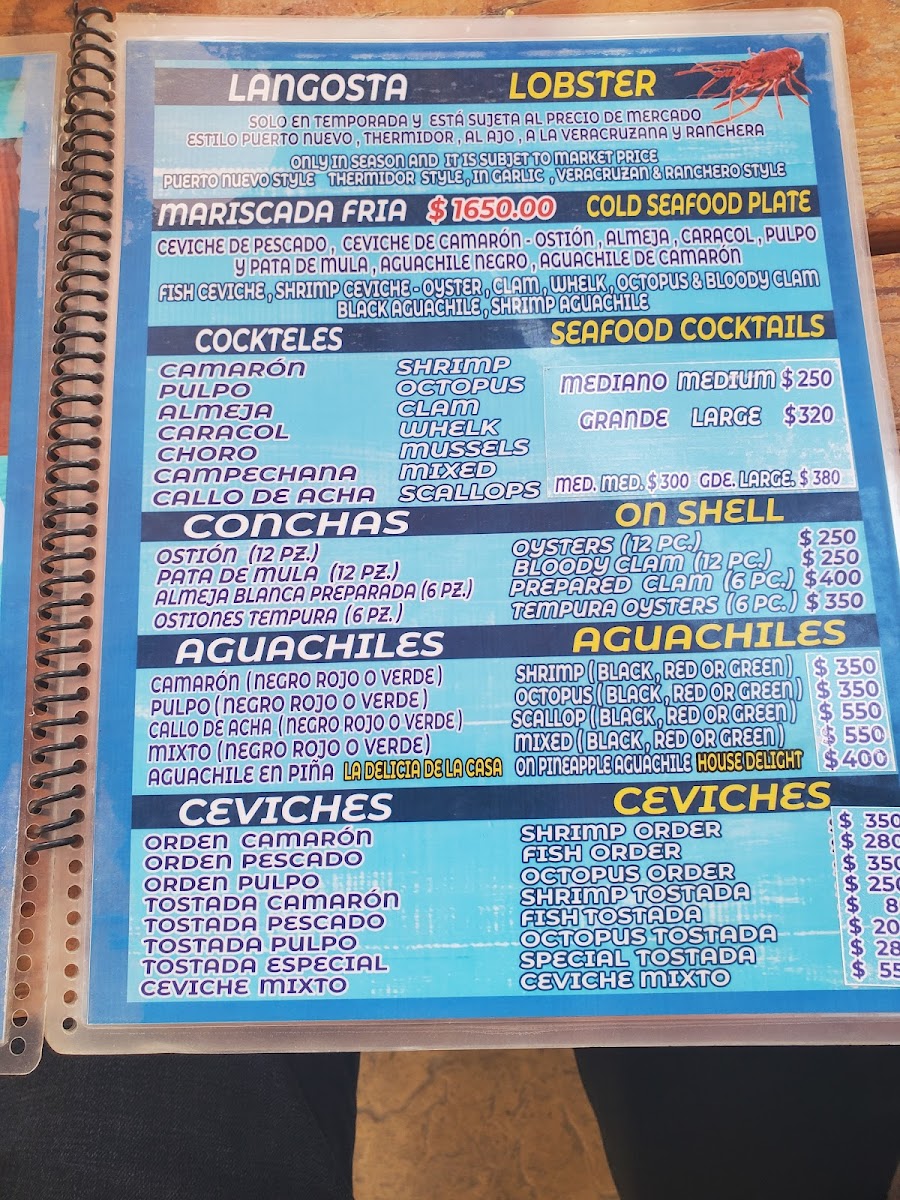 LANGOSTA LOBSTER
SOLO EN TEMPORADA Y ESTÁ SUJETA AL PRECIO DE MERCADO
ESTILO PUERTO NUEVO , THERMIDOR , AL AJO , A LA VERACRUZANA Y RANCHERA
ONLY IN SEASON AND IT IS SUBJET TO MARKET PRICE
PUERTO NUEVO STYLE THERMIDOR STYLE , IN GARLIC , VERACRUZAN & RANCHERO STYLE
MARISCADA FRIA $ 1650.00 COLD SEAFOOD PLATE
CEVICHE DE PESCADO , CEVICHE DE CAMARÓN - OSTIÓN , ALMEJA , CARACOL , PULPO
Y PATA DE MULA , AGUACHILE NEGRO , AGUACHILE DE CAMARÓN
FISH CEVICHE , SHRIMP CEVICHE - OYSTER , CLAM , WHELK , OCTOPUS & BLOODY CLAM
BLACK AGUACHILE , SHRIMP AGUACHILE
COCKTELES SEAFOOD COCKTAILS
CAMARÓN SHRIMP
PULPO OCTOPUS MEDIANO MEDIUM $ 250
ALMEJA CLAM
CARACOL WHELK GRANDE LARGE $320
CHORO MUSSELS
CAMPECHANA MIXED
CALLO DE ACHA SCALLOPS MED. MED. $ 300 GDE. LARGE. $ 380
CONCHAS ON SHELL
OSTIÓN (12 PZ.) OYSTERS (12 PC.) $ 250
PATA DE MULA (12 PZ.) BLOODY CLAM (12 PC.) $ 250
ALMEJA BLANCA PREPARADA (6 PZ.) PREPARED CLAM (6 PC.) $400
OSTIONES TEMPURA (6 PZ.) TEMPURA OYSTERS (6 PC.) $ 350
AGUACHILES AGUACHILES
CAMARÓN (NEGRO ROJO O VERDE) SHRIMP ( BLACK , RED OR GREEN ) $ 350
PULPO (NEGRO ROJO O VERDE) OCTOPUS ( BLACK , RED OR GREEN ) $ 350
CALLO DE ACHA (NEGRO ROJO O VERDE) SCALLOP ( BLACK , RED OR GREEN ) $ 550
MIXTO (NEGRO ROJO O VERDE) MIXED ( BLACK , RED OR GREEN ) $ 550
AGUACHILE EN PIÑA LA DELICIA DE LA CASA ON PINEAPPLE AGUACHILE HOUSE DELIGHT $400
CEVICHES CEVICHES
ORDEN CAMARÓN SHRIMP ORDER $ 350
ORDEN PESCADO FISH ORDER $ 280
ORDEN PULPO OCTOPUS ORDER $ 350
TOSTADA CAMARÓN SHRIMP TOSTADA $ 250
TOSTADA PESCADO FISH TOSTADA $ 8
TOSTADA PULPO OCTOPUS TOSTADA $ 20
TOSTADA ESPECIAL SPECIAL TOSTADA $ 28
CEVICHE MIXTO CEVICHE MIXTO $ 55